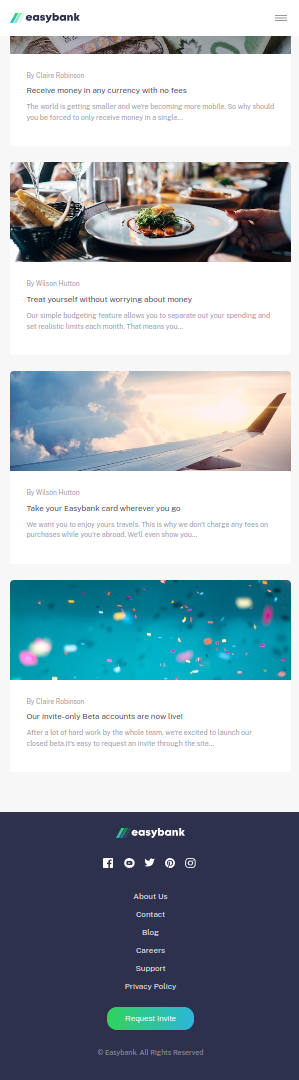 easybank
By Claire Robinson
Receive money in any currency with no fees
The world is getting smaller and we're becoming more mobile. So why should
you be forced to only receive money in a single...
By Wilson Hutton
Treat yourself without worrying about money
Our simple budgeting feature allows you to separate out your spending and
set realistic limits each month. That means you...
By Wilson Hutton
Take your Easybank card wherever you go
We want you to enjoy yours travels. This is why we don't charge any fees on
purchases while you're abroad. We'll even show you...
By Claire Robinson
Our invite-only Beta accounts are now live!
After a lot of hard work by the whole team, we're excited to launch our
closed beta.It's easy to request an invite through the site...
easybank
About Us
Contact
Blog
Careers
Support
Privacy Policy
Request Invite
© Easybank. All Rights Reserved